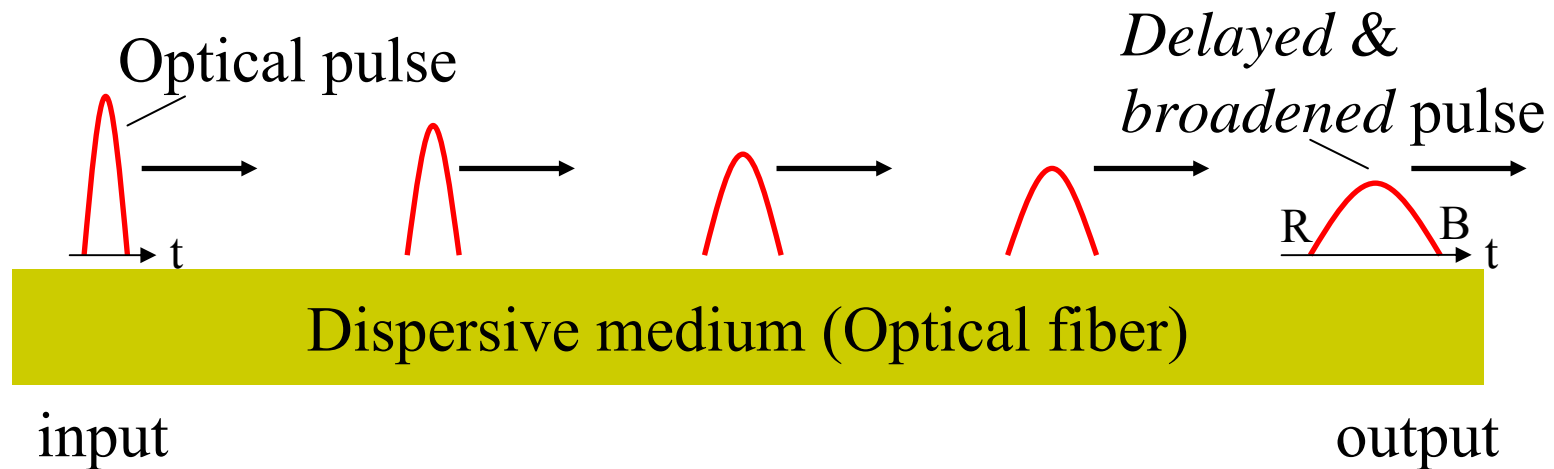 Optical pulse
Delayed &
broadened pulse
t
R
B
t
Dispersive medium (Optical fiber)
input
output